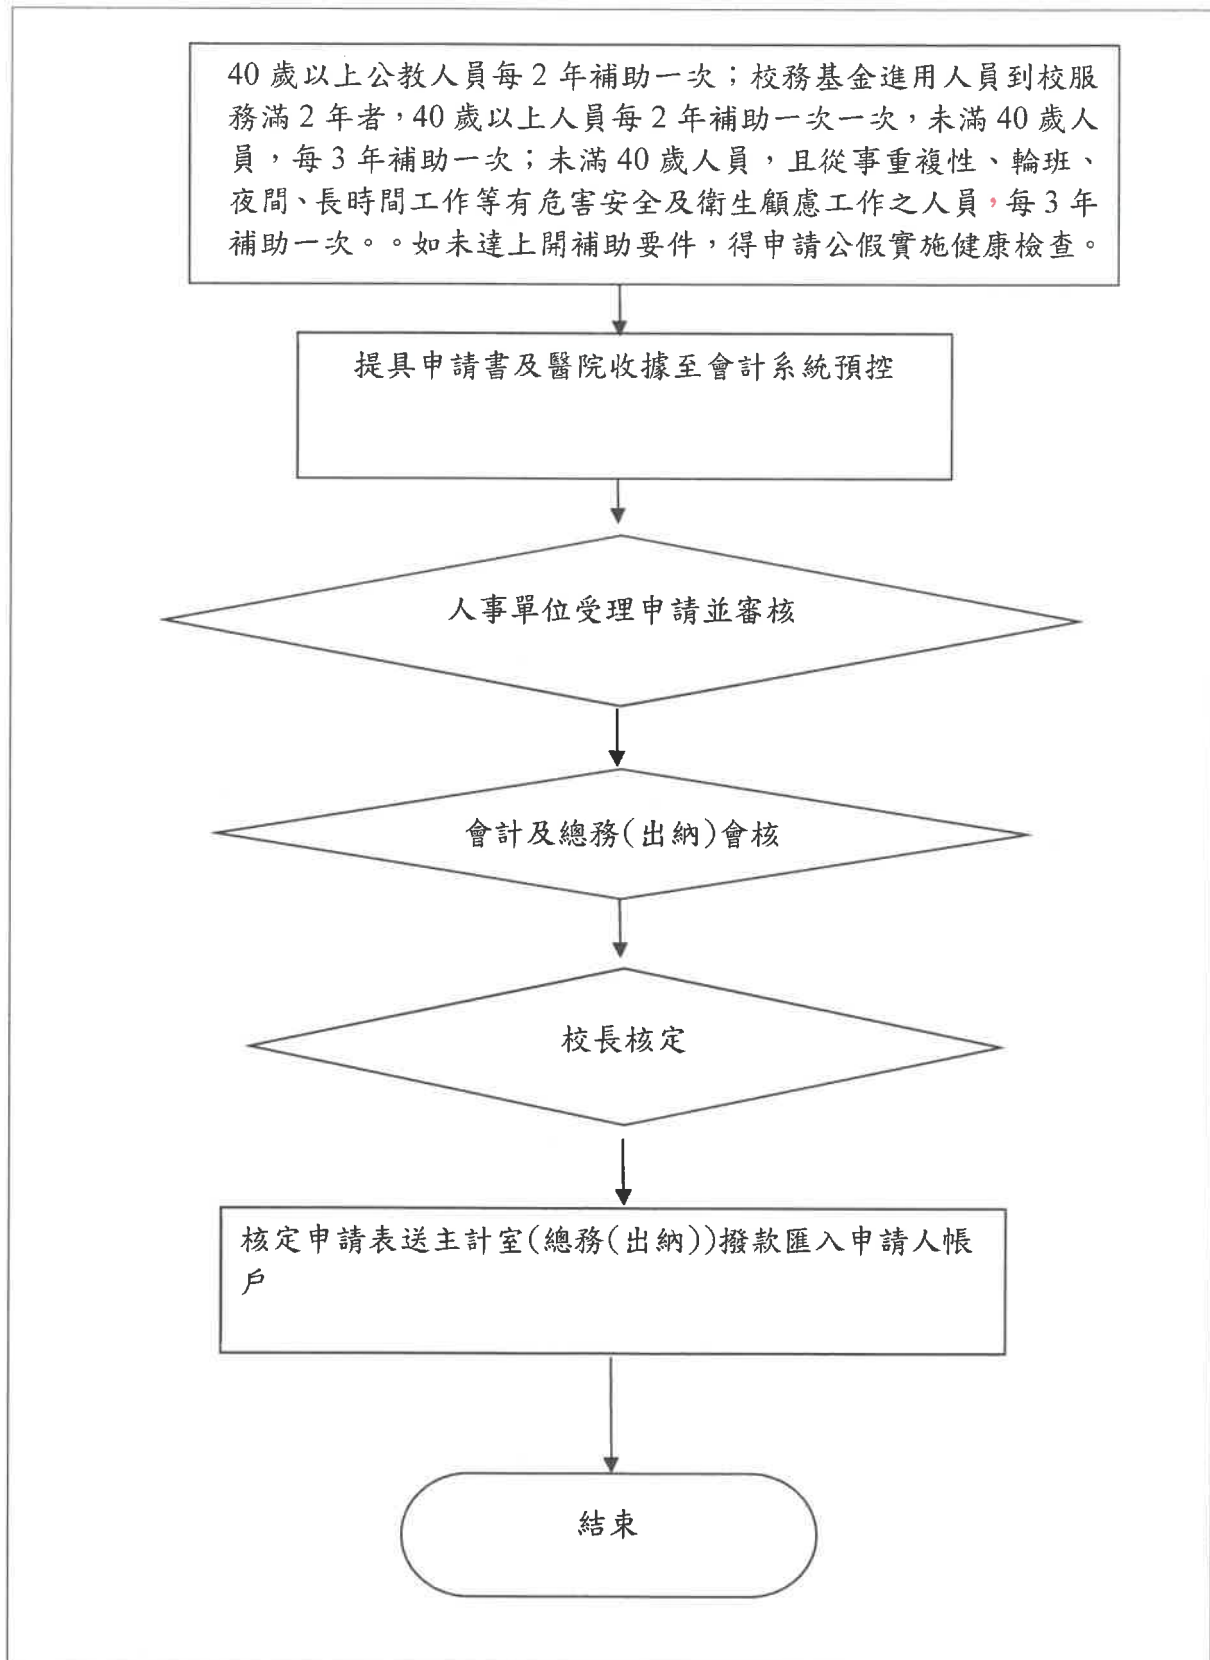 40 歲以上公教人員每 2 年補助一次；校務基金進用人員到校服
務滿 2 年者，40 歲以上人員每 2 年補助一次一次，未滿 40 歲人
員，每 3 年補助一次；未滿 40 歲人員，且從事重複性、輪班、
夜間、長時間工作等有危害安全及衛生顧慮工作之人員，每 3 年
補助一次。。如未達上開補助要件，得申請公假實施健康檢查。
提具申請書及醫院收據至會計系統預控
人事單位受理申請並審核
會計及總務(出納)會核
校長核定
核定申請表送主計室(總務(出納))撥款匯入申請人帳
戶
結束